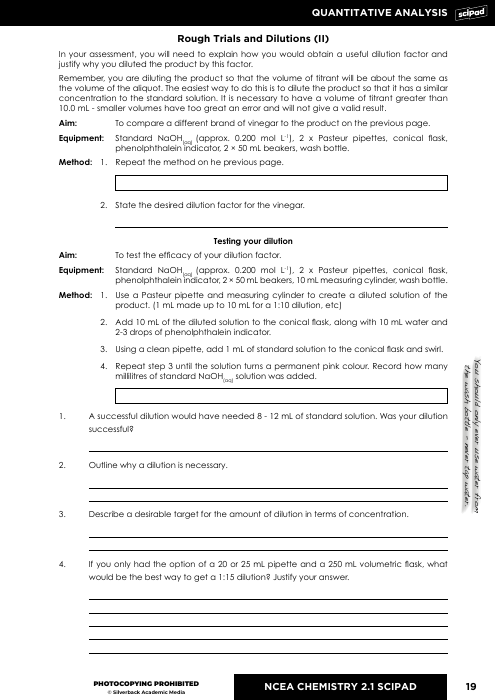 QUANTITATIVE ANALYSIS scipad
Rough Trials and Dilutions (II)
In your assessment, you will need to explain how you would obtain a useful dilution factor and
justify why you diluted the product by this factor.
Remember, you are diluting the product so that the volume of titrant will be about the same as
the volume of the aliquot. The easiest way to do this is to dilute the product so that it has a similar
concentration to the standard solution. It is necessary to have a volume of titrant greater than
10.0 mL - smaller volumes have too great an error and will not give a valid result.
Aim: To compare a different brand of vinegar to the product on the previous page.
Equipment: Standard NaOH(aq) (approx. 0.200 mol L⁻¹), 2 x Pasteur pipettes, conical flask,
phenolphthalein indicator, 2 × 50 mL beakers, wash bottle.
Method: 1. Repeat the method on he previous page.
2. State the desired dilution factor for the vinegar.
Testing your dilution
Aim: To test the efficacy of your dilution factor.
Equipment: Standard NaOH(aq) (approx. 0.200 mol L⁻¹), 2 x Pasteur pipettes, conical flask,
phenolphthalein indicator, 2 × 50 mL beakers, 10 mL measuring cylinder, wash bottle.
Method: 1. Use a Pasteur pipette and measuring cylinder to create a diluted solution of the
product. (1 mL made up to 10 mL for a 1:10 dilution, etc)
2. Add 10 mL of the diluted solution to the conical flask, along with 10 mL water and
2-3 drops of phenolphthalein indicator.
3. Using a clean pipette, add 1 mL of standard solution to the conical flask and swirl.
4. Repeat step 3 until the solution turns a permanent pink colour. Record how many
millilitres of standard NaOH(aq) solution was added.
1. A successful dilution would have needed 8 - 12 mL of standard solution. Was your dilution
successful?
2. Outline why a dilution is necessary.
3. Describe a desirable target for the amount of dilution in terms of concentration.
4. If you only had the option of a 20 or 25 mL pipette and a 250 mL volumetric flask, what
would be the best way to get a 1:15 dilution? Justify your answer.
You should only ever use water from
the wash bottle - never tap water.
PHOTOCOPYING PROHIBITED
© Silverback Academic Media
NCEA CHEMISTRY 2.1 SCIPAD
19